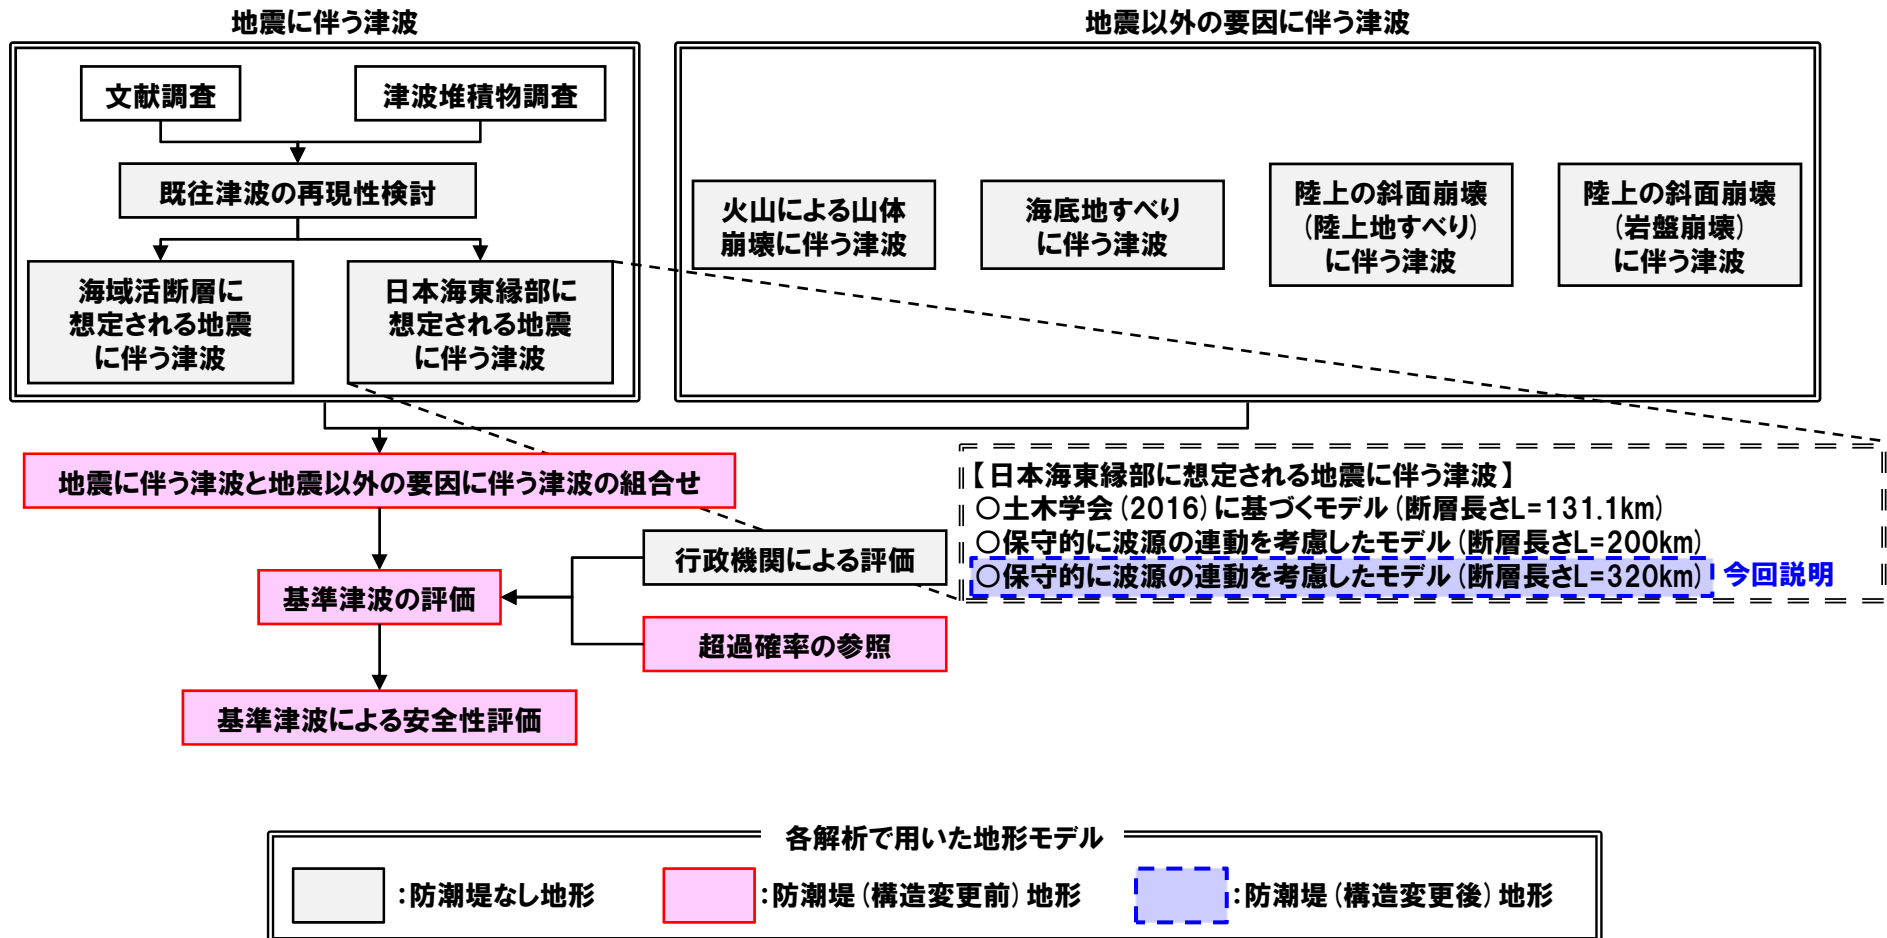 地震に伴う津波
文献調査
津波堆積物調査
既往津波の再現性検討
海域活断層に
想定される地震
に伴う津波
日本海東縁部に
想定される地震
に伴う津波
地震以外の要因に伴う津波
火山による山体
崩壊に伴う津波
海底地すべり
に伴う津波
陸上の斜面崩壊
(陸上地すべり)
に伴う津波
陸上の斜面崩壊
(岩盤崩壊)
に伴う津波
地震に伴う津波と地震以外の要因に伴う津波の組合せ
行政機関による評価
基準津波の評価
超過確率の参照
基準津波による安全性評価
【日本海東縁部に想定される地震に伴う津波】
○土木学会(2016)に基づくモデル(断層長さL=131.1km)
○保守的に波源の連動を考慮したモデル(断層長さL=200km)
○保守的に波源の連動を考慮したモデル(断層長さL=320km) 今回説明
各解析で用いた地形モデル
:防潮堤なし地形
:防潮堤(構造変更前)地形
:防潮堤(構造変更後)地形